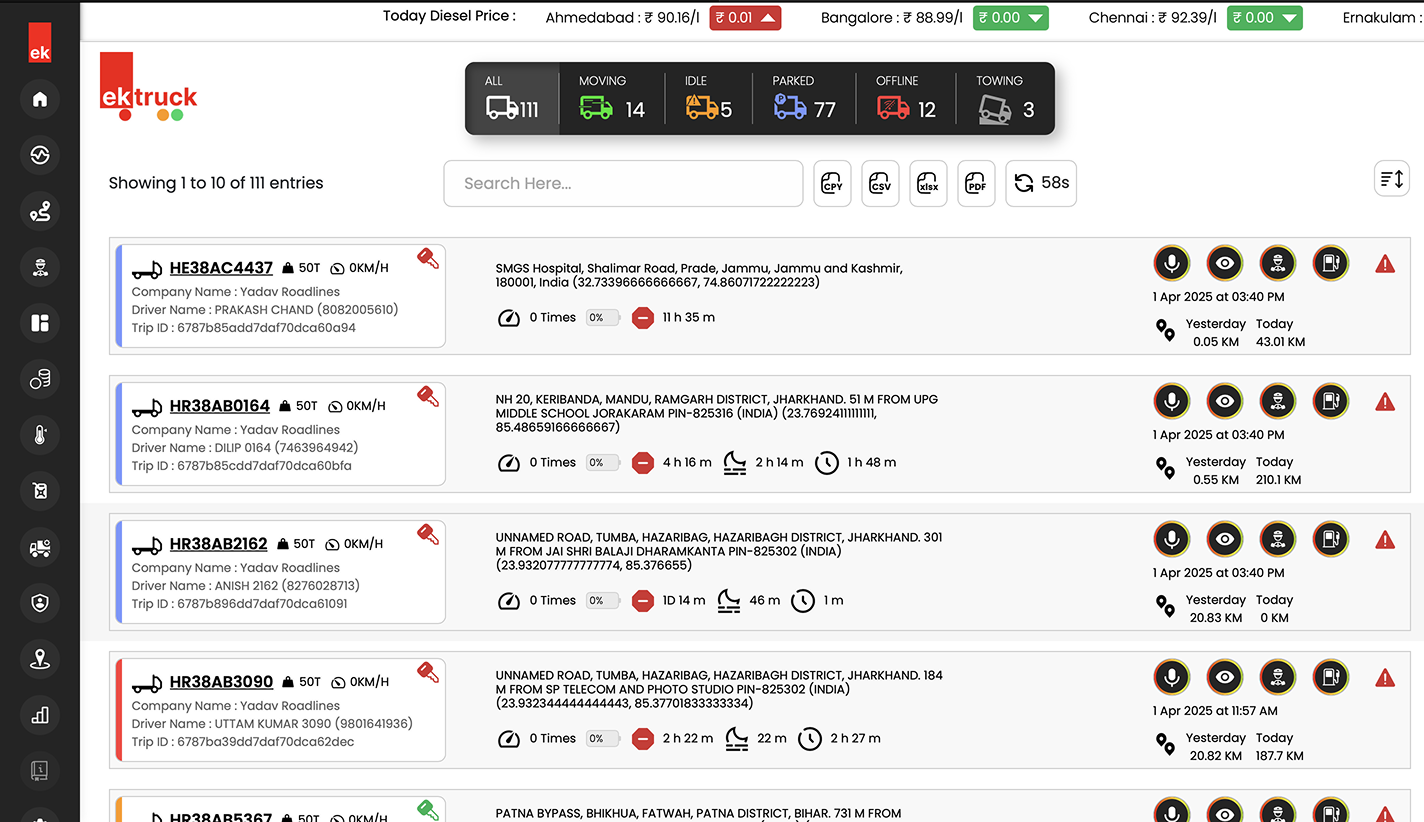 Today Diesel Price :
Ahmedabad : ₹ 90.16/l ₹ 0.01
Bangalore : ₹ 88.99/l ₹ 0.00
Chennai : ₹ 92.39/l ₹ 0.00
Ernakulam :
ek
ektruck
ALL
111
MOVING
14
IDLE
5
PARKED
P
77
OFFLINE
12
TOWING
3
Showing 1 to 10 of 111 entries
Search Here...
CPY
CSV
xlsx
PDF
58s
HE38AC4437 50T 0KM/H
Company Name : Yadav Roadlines
Driver Name : PRAKASH CHAND (8082005610)
Trip ID : 6787b85add7daf70dca60a94
SMGS Hospital, Shalimar Road, Prade, Jammu, Jammu and Kashmir,
180001, India (32.73396666666667, 74.86071722222223)
0 Times 0% 11 h 35 m
1 Apr 2025 at 03:40 PM
Yesterday Today
0.05 KM 43.01 KM
HR38AB0164 50T 0KM/H
Company Name : Yadav Roadlines
Driver Name : DILIP 0164 (7463964942)
Trip ID : 6787b85cdd7daf70dca60bfa
NH 20, KERIBANDA, MANDU, RAMGARH DISTRICT, JHARKHAND. 51 M FROM UPG
MIDDLE SCHOOL JORAKARAM PIN-825316 (INDIA) (23.7692411111111,
85.48659166666667)
0 Times 0% 4 h 16 m 2 h 14 m 1 h 48 m
1 Apr 2025 at 03:40 PM
Yesterday Today
0.55 KM 210.1 KM
HR38AB2162 50T 0KM/H
Company Name : Yadav Roadlines
Driver Name : ANISH 2162 (8276028713)
Trip ID : 6787b896dd7daf70dca61091
UNNAMED ROAD, TUMBA, HAZARIBAG, HAZARIBAGH DISTRICT, JHARKHAND. 301
M FROM JAI SHRI BALAJI DHARAMKANTA PIN-825302 (INDIA)
(23.932077777777774, 85.376655)
0 Times 0% 1D 14 m 46 m 1 m
1 Apr 2025 at 03:40 PM
Yesterday Today
20.83 KM 0 KM
HR38AB3090 50T 0KM/H
Company Name : Yadav Roadlines
Driver Name : UTTAM KUMAR 3090 (9801641936)
Trip ID : 6787ba39dd7daf70dca62dec
UNNAMED ROAD, TUMBA, HAZARIBAG, HAZARIBAGH DISTRICT, JHARKHAND. 184
M FROM SP TELECOM AND PHOTO STUDIO PIN-825302 (INDIA)
(23.932344444444443, 85.37701833333334)
0 Times 0% 2 h 22 m 22 m 2 h 27 m
1 Apr 2025 at 11:57 AM
Yesterday Today
20.82 KM 187.7 KM
HR38AB5367 50T 0KM/H
PATNA BYPASS, BHIKHUA, FATWAH, PATNA DISTRICT, BIHAR. 731 M FROM